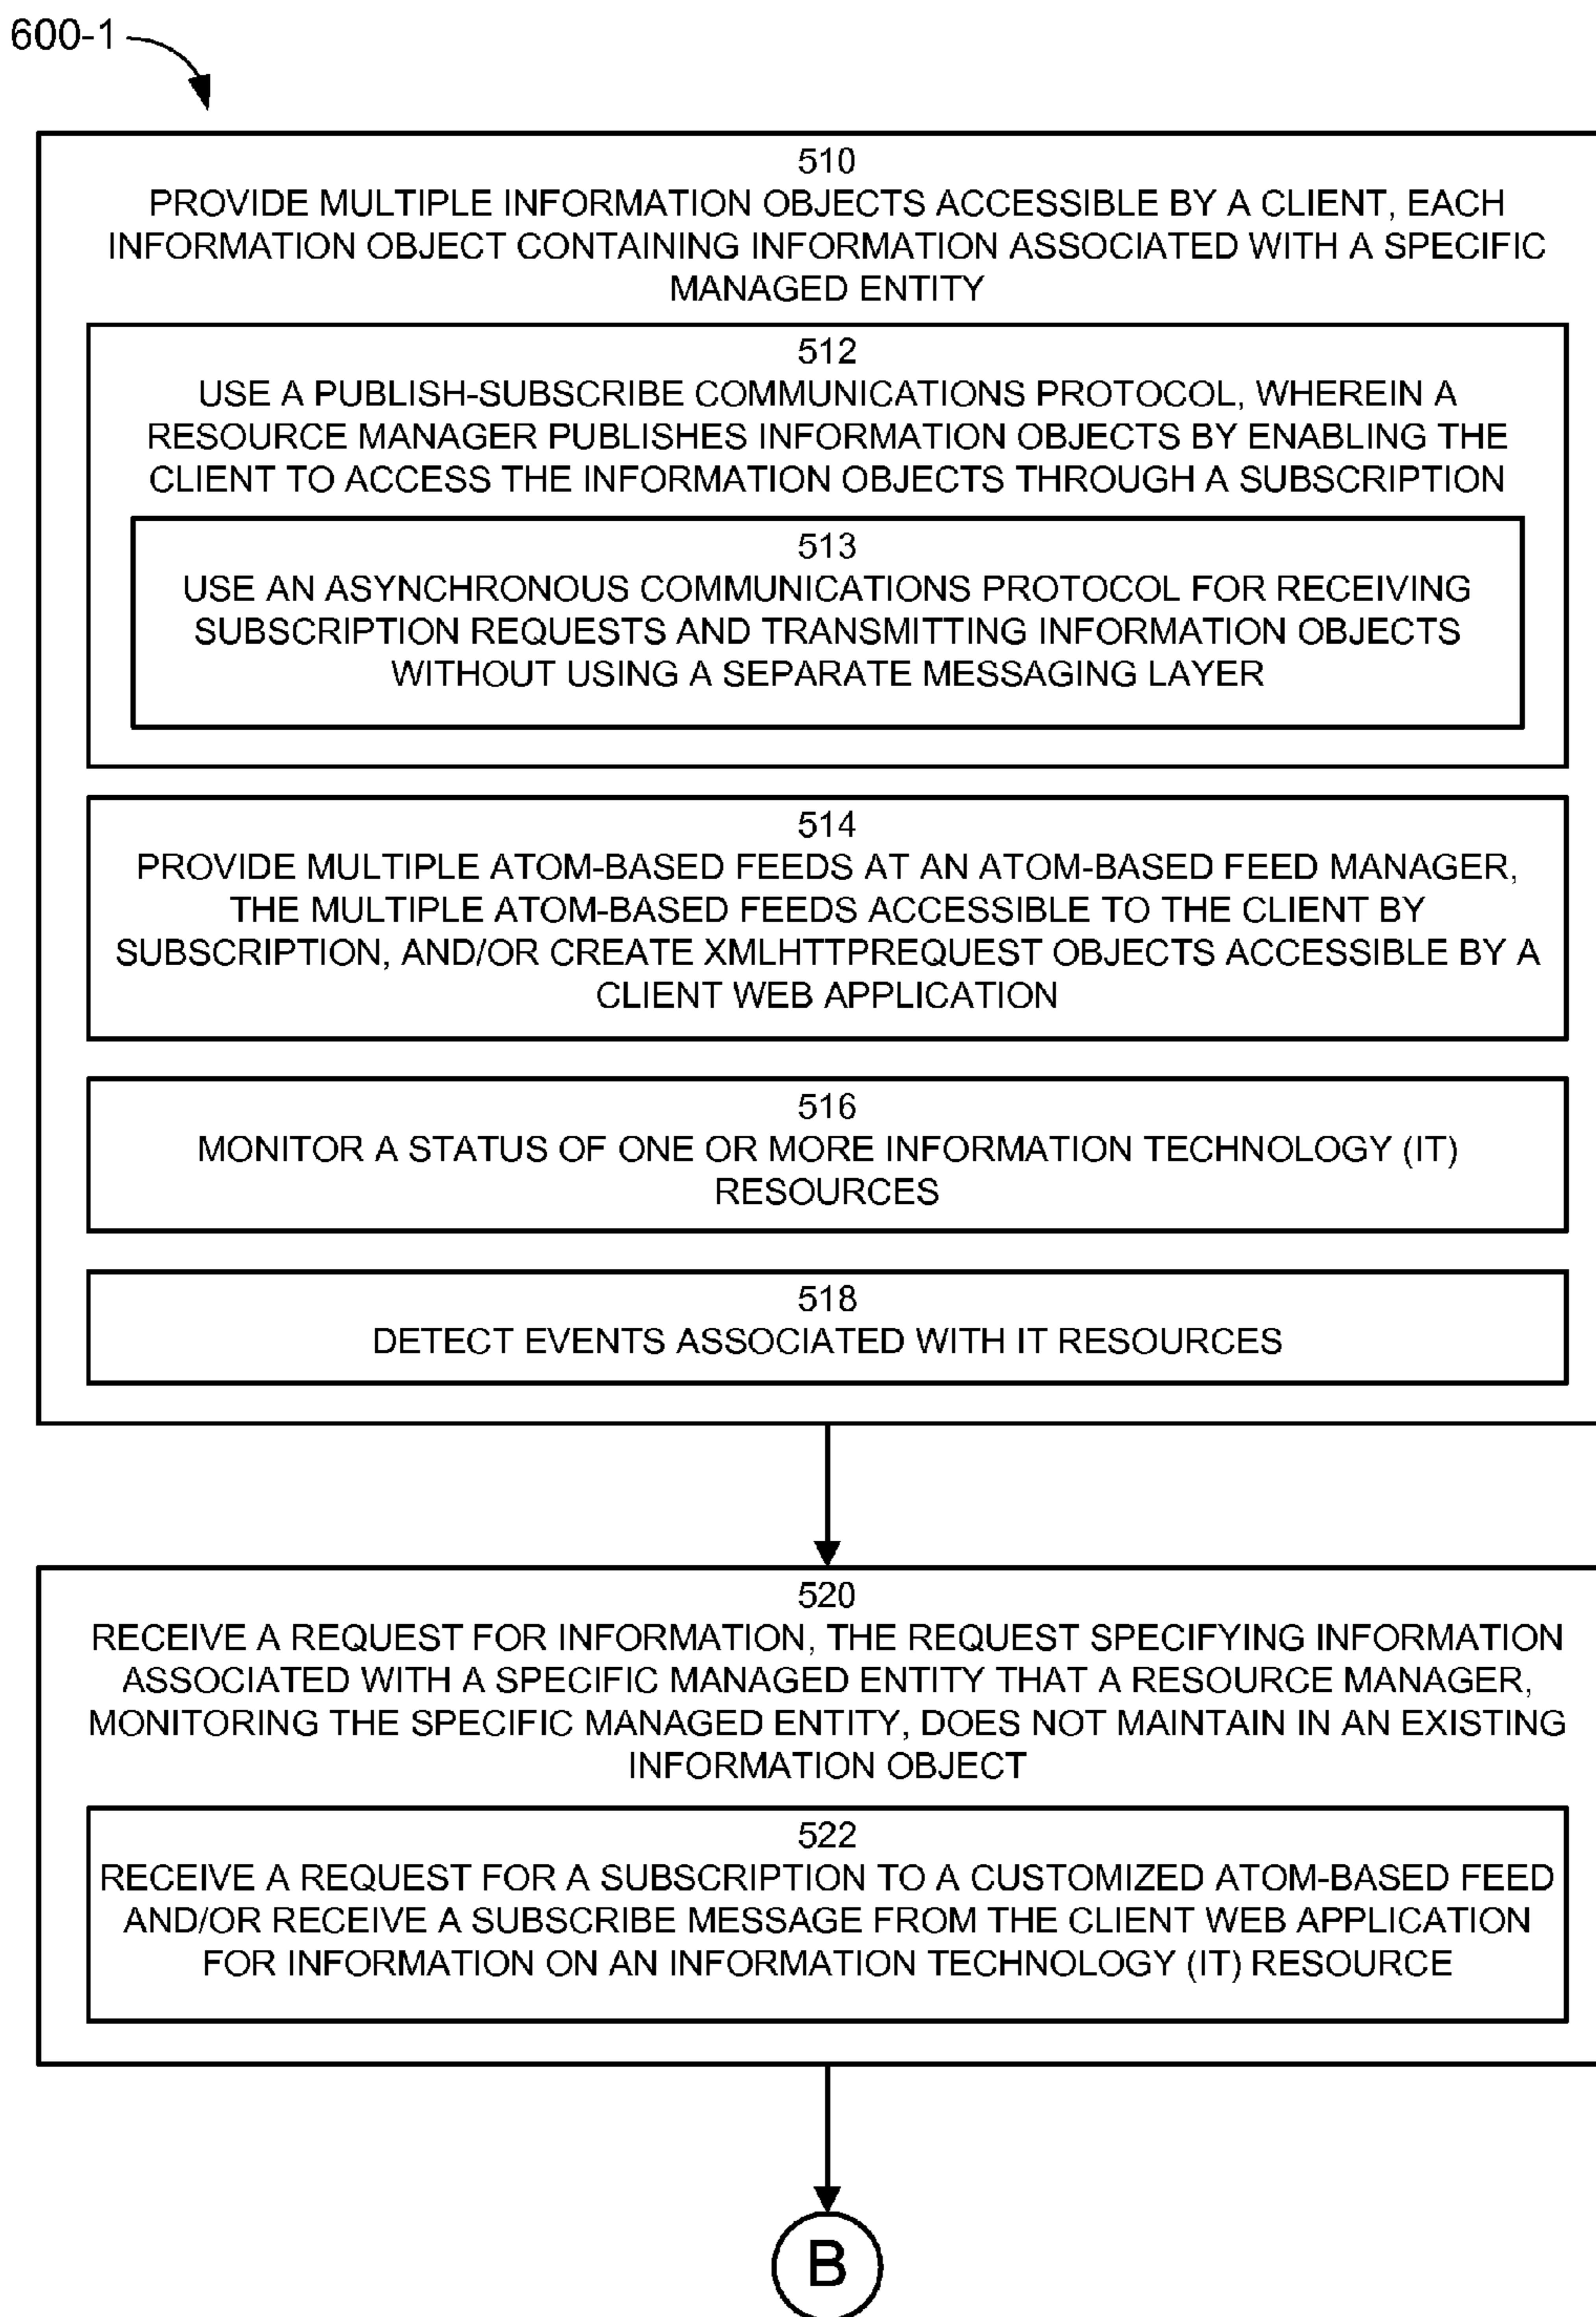 600-1
510
PROVIDE MULTIPLE INFORMATION OBJECTS ACCESSIBLE BY A CLIENT, EACH
INFORMATION OBJECT CONTAINING INFORMATION ASSOCIATED WITH A SPECIFIC
MANAGED ENTITY
512
USE A PUBLISH-SUBSCRIBE COMMUNICATIONS PROTOCOL, WHEREIN A
RESOURCE MANAGER PUBLISHES INFORMATION OBJECTS BY ENABLING THE
CLIENT TO ACCESS THE INFORMATION OBJECTS THROUGH A SUBSCRIPTION
513
USE AN ASYNCHRONOUS COMMUNICATIONS PROTOCOL FOR RECEIVING
SUBSCRIPTION REQUESTS AND TRANSMITTING INFORMATION OBJECTS
WITHOUT USING A SEPARATE MESSAGING LAYER
514
PROVIDE MULTIPLE ATOM-BASED FEEDS AT AN ATOM-BASED FEED MANAGER,
THE MULTIPLE ATOM-BASED FEEDS ACCESSIBLE TO THE CLIENT BY
SUBSCRIPTION, AND/OR CREATE XMLHTTPREQUEST OBJECTS ACCESSIBLE BY A
CLIENT WEB APPLICATION
516
MONITOR A STATUS OF ONE OR MORE INFORMATION TECHNOLOGY (IT)
RESOURCES
518
DETECT EVENTS ASSOCIATED WITH IT RESOURCES
520
RECEIVE A REQUEST FOR INFORMATION, THE REQUEST SPECIFYING INFORMATION
ASSOCIATED WITH A SPECIFIC MANAGED ENTITY THAT A RESOURCE MANAGER,
MONITORING THE SPECIFIC MANAGED ENTITY, DOES NOT MAINTAIN IN AN EXISTING
INFORMATION OBJECT
522
RECEIVE A REQUEST FOR A SUBSCRIPTION TO A CUSTOMIZED ATOM-BASED FEED
AND/OR RECEIVE A SUBSCRIBE MESSAGE FROM THE CLIENT WEB APPLICATION
FOR INFORMATION ON AN INFORMATION TECHNOLOGY (IT) RESOURCE
B